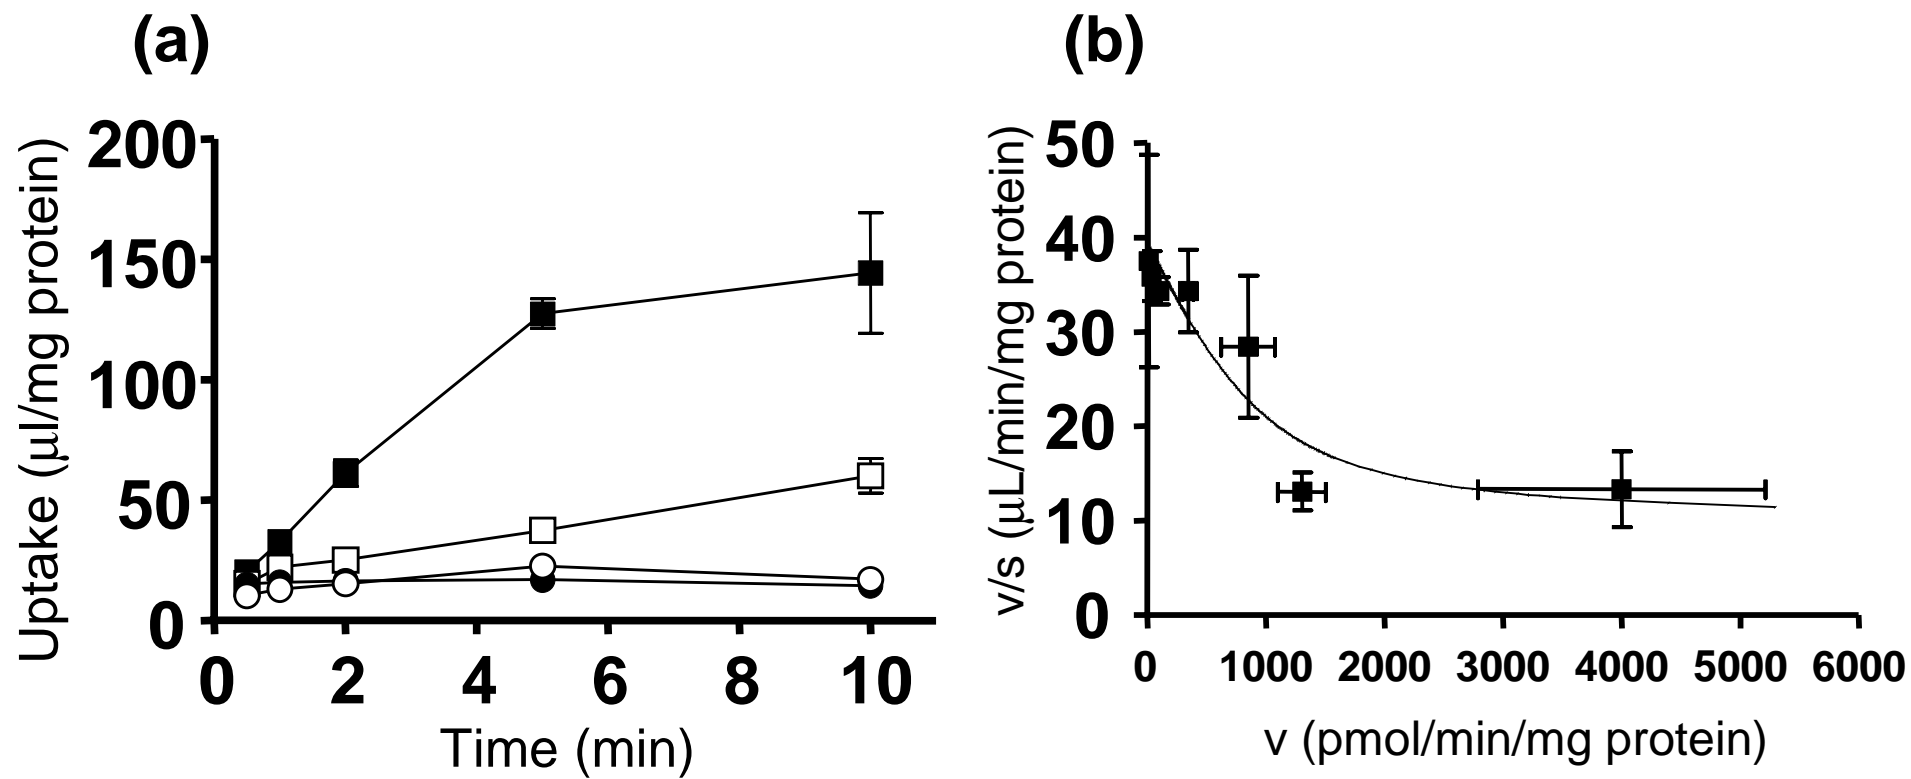 (a)
Uptake (µl/mg protein)
200
150
100
50
0
0 2 4 6 8 10
Time (min)
(b)
v/s (µL/min/mg protein)
50
40
30
20
10
0
0 1000 2000 3000 4000 5000 6000
v (pmol/min/mg protein)